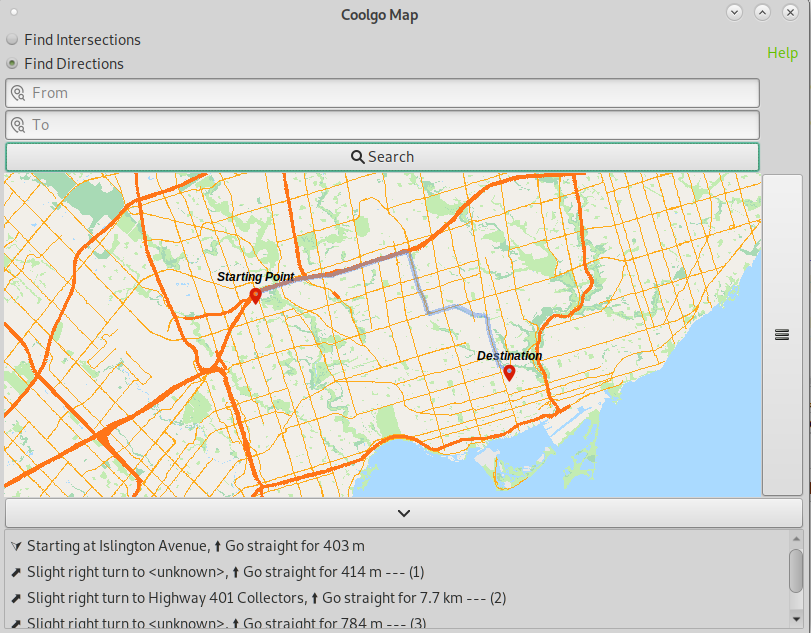 Coolgo Map
Find Intersections
Find Directions
Help
From
To
Search
Starting Point
Destination
Starting at Islington Avenue, Go straight for 403 m
Slight right turn to <unknown>, Go straight for 414 m --- (1)
Slight right turn to Highway 401 Collectors, Go straight for 7.7 km --- (2)
Slight right turn to <unknown>, Go straight for 784 m --- (3)